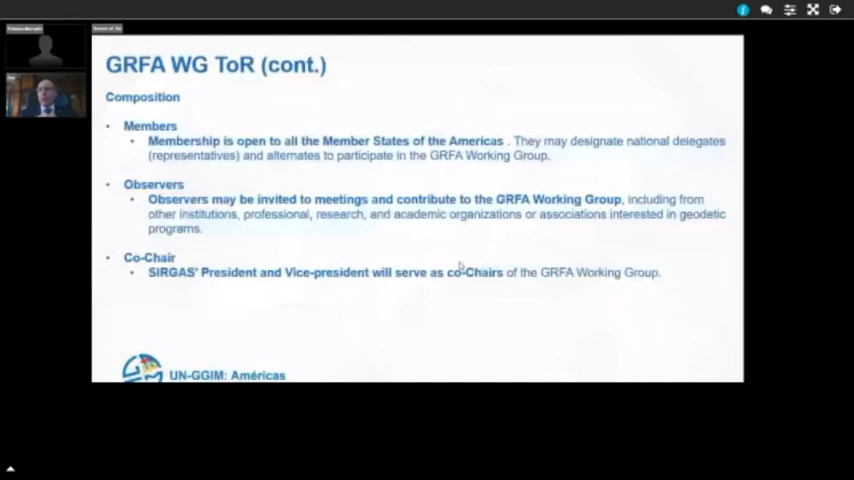 GRFA WG ToR (cont.)
Composition
• Members
• Membership is open to all the Member States of the Americas . They may designate national delegates
(representatives) and alternates to participate in the GRFA Working Group.
• Observers
• Observers may be invited to meetings and contribute to the GRFA Working Group, including from
other institutions, professional, research, and academic organizations or associations interested in geodetic
programs.
• Co-Chair
• SIRGAS' President and Vice-president will serve as co-Chairs of the GRFA Working Group.
UN-GGIM: Américas